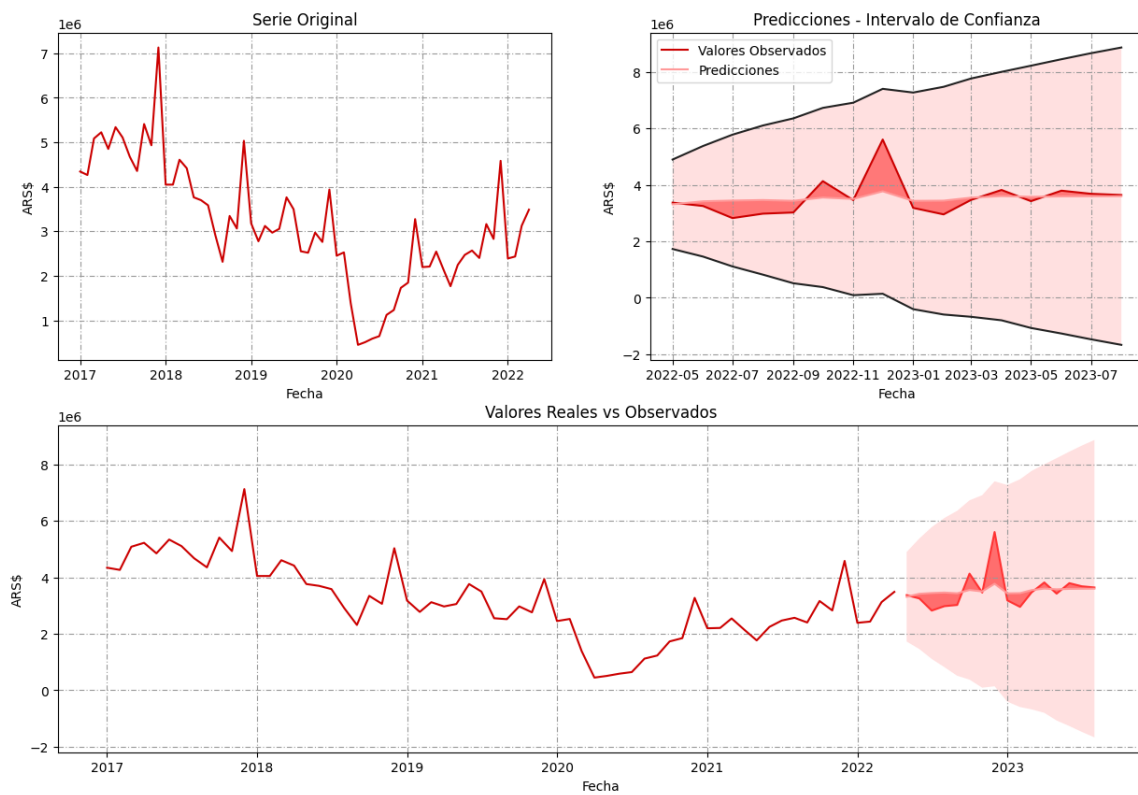 Serie Original
1e6
7
6
5
4
3
2
1
ARS$
2017 2018 2019 2020 2021 2022
Fecha
Predicciones - Intervalo de Confianza
1e6
Valores Observados
Predicciones
8
6
4
2
0
−2
ARS$
2022-05 2022-07 2022-09 2022-11 2023-01 2023-03 2023-05 2023-07
Fecha
Valores Reales vs Observados
1e6
8
6
4
2
0
−2
ARS$
2017 2018 2019 2020 2021 2022 2023
Fecha